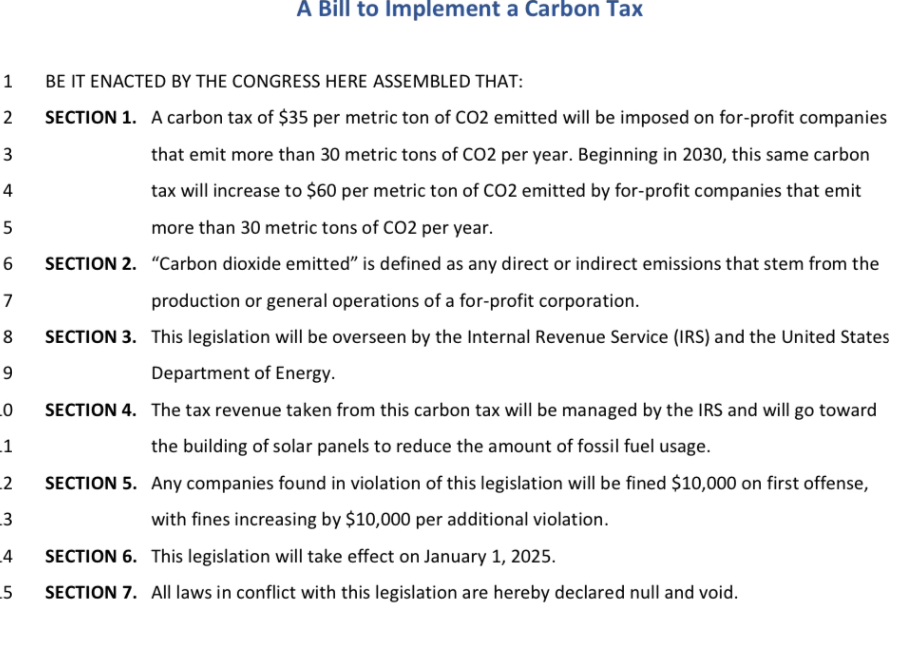 A Bill to Implement a Carbon Tax
1 BE IT ENACTED BY THE CONGRESS HERE ASSEMBLED THAT:
2 SECTION 1. A carbon tax of $35 per metric ton of CO2 emitted will be imposed on for-profit companies
3 that emit more than 30 metric tons of CO2 per year. Beginning in 2030, this same carbon
4 tax will increase to $60 per metric ton of CO2 emitted by for-profit companies that emit
5 more than 30 metric tons of CO2 per year.
6 SECTION 2. “Carbon dioxide emitted” is defined as any direct or indirect emissions that stem from the
7 production or general operations of a for-profit corporation.
8 SECTION 3. This legislation will be overseen by the Internal Revenue Service (IRS) and the United States
9 Department of Energy.
0 SECTION 4. The tax revenue taken from this carbon tax will be managed by the IRS and will go toward
1 the building of solar panels to reduce the amount of fossil fuel usage.
2 SECTION 5. Any companies found in violation of this legislation will be fined $10,000 on first offense,
3 with fines increasing by $10,000 per additional violation.
4 SECTION 6. This legislation will take effect on January 1, 2025.
5 SECTION 7. All laws in conflict with this legislation are hereby declared null and void.